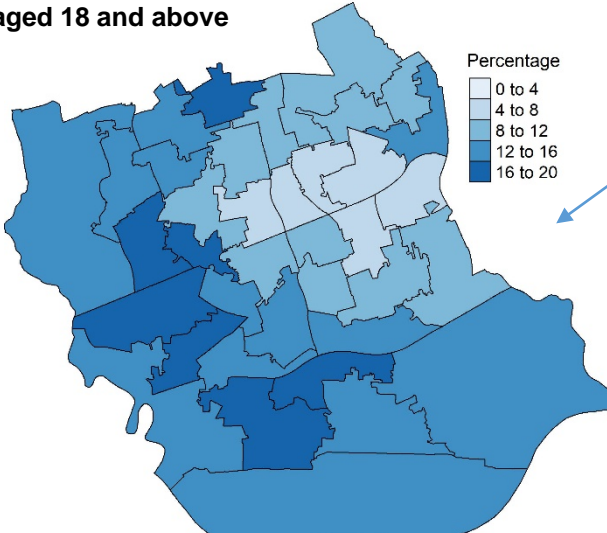 aged 18 and above
Percentage
0 to 4
4 to 8
8 to 12
12 to 16
16 to 20